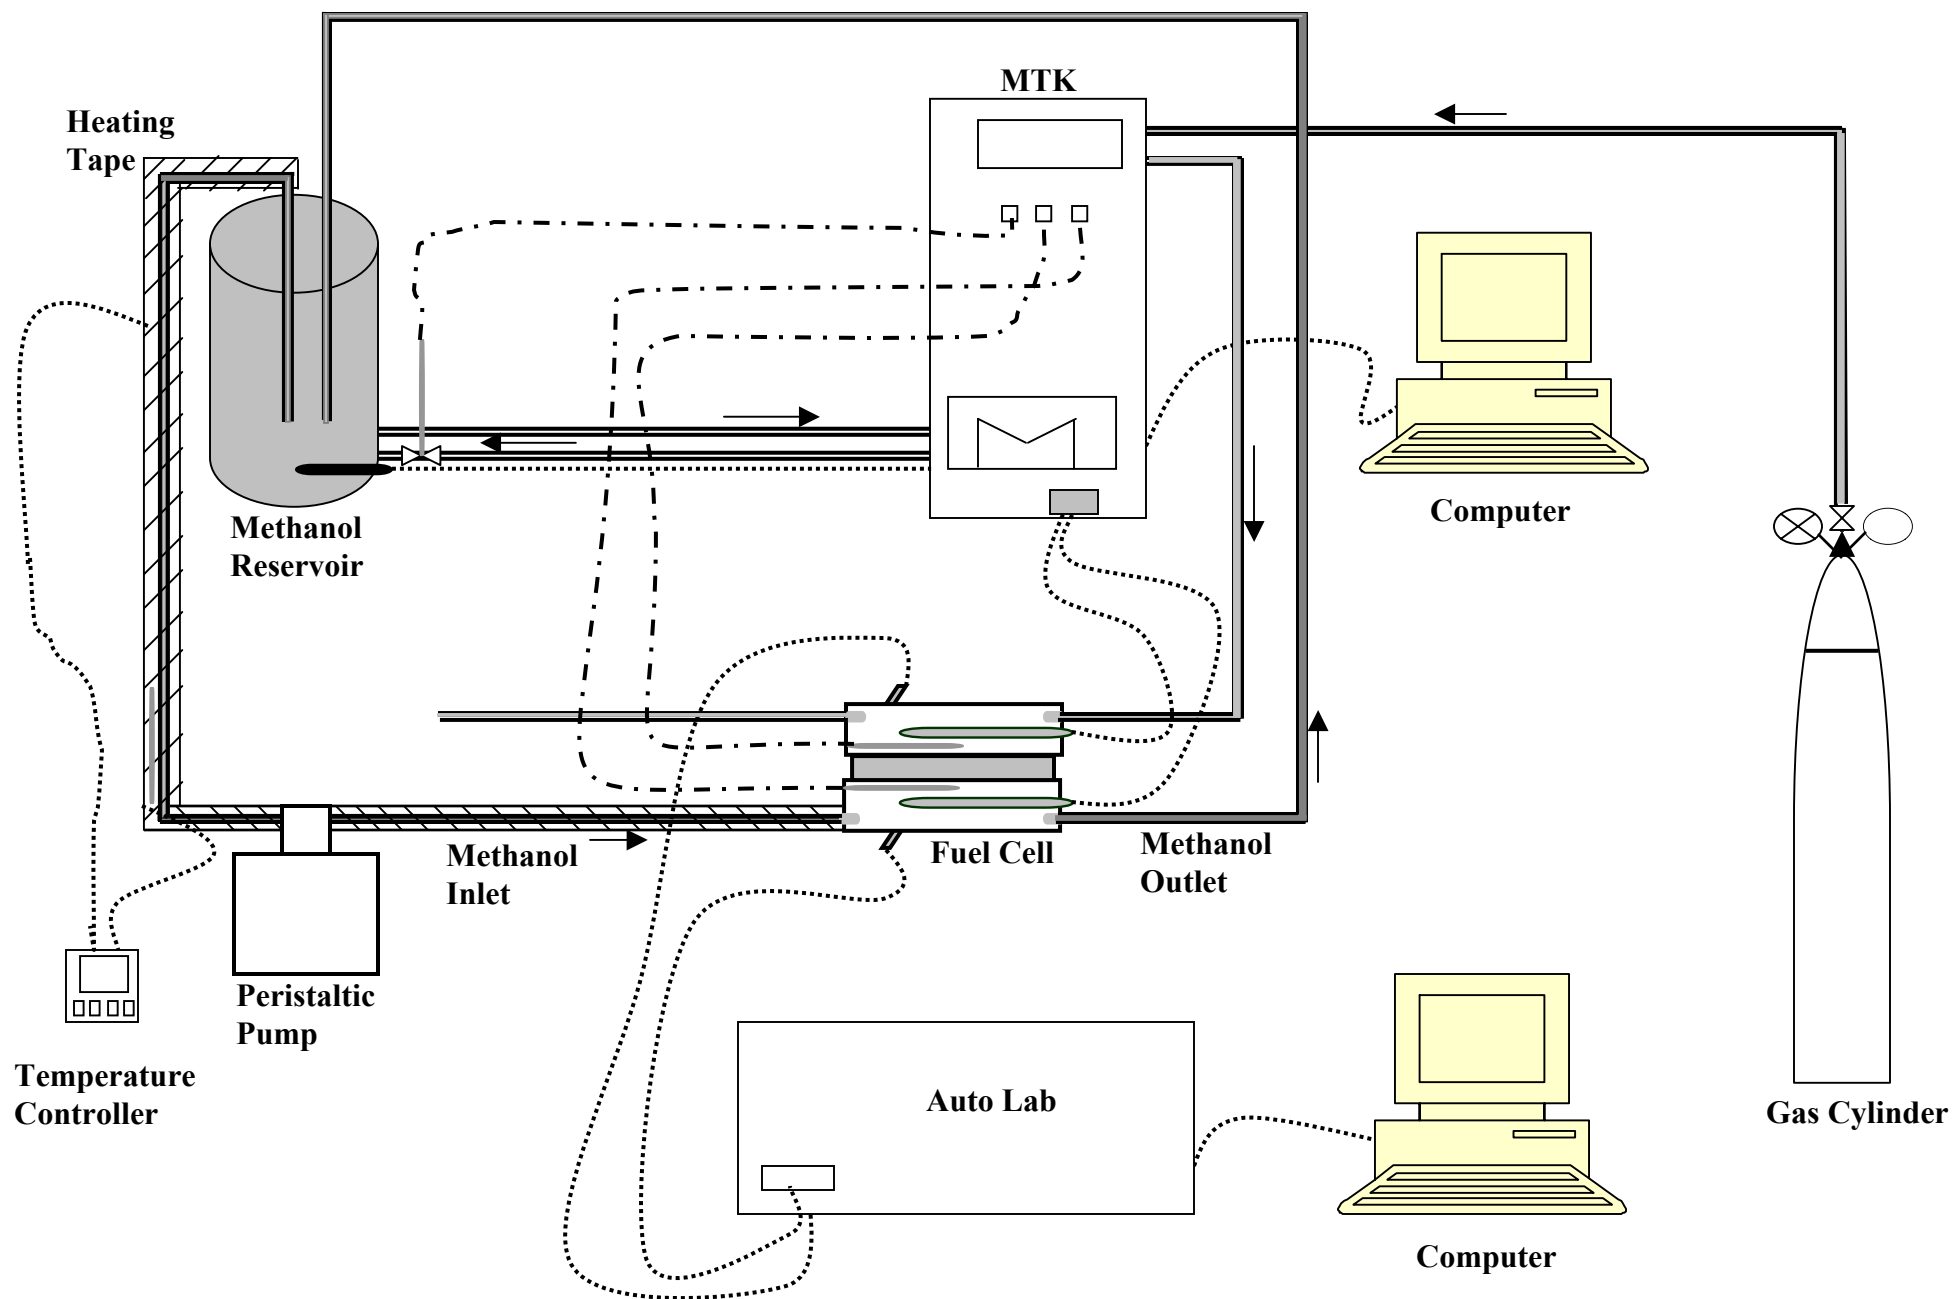 MTK
Heating
Tape
Methanol
Reservoir
Computer
Methanol
Inlet
Fuel Cell
Methanol
Outlet
Peristaltic
Pump
Temperature
Controller
Auto Lab
Gas Cylinder
Computer